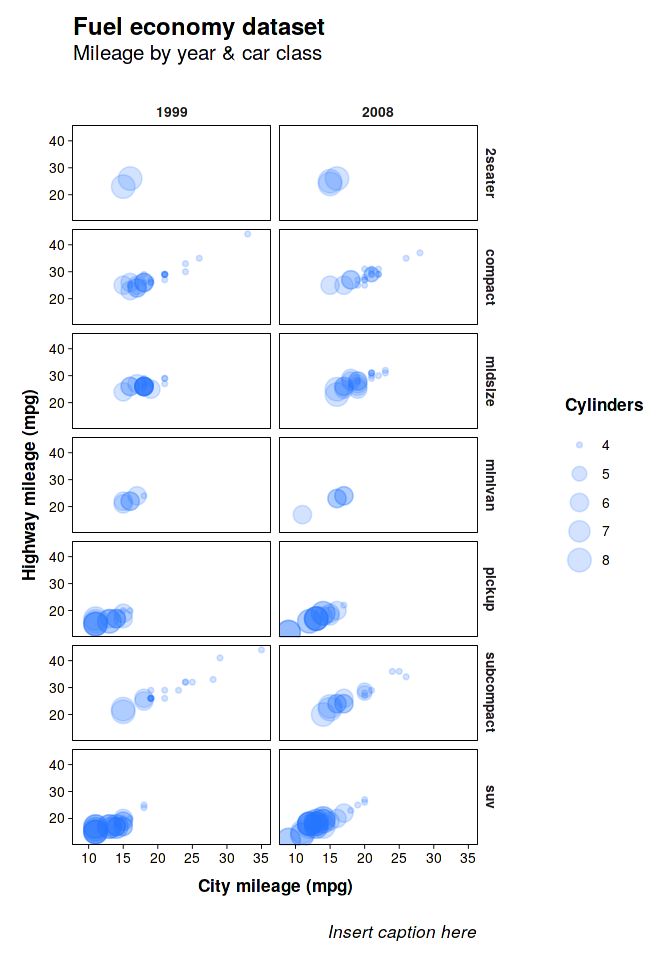 Fuel economy dataset
Mileage by year & car class
1999 2008
40
30
20
2seater
40
30
20
compact
40
30
20
midsize
40
30
20
minivan
40
30
20
pickup
40
30
20
subcompact
40
30
20
suv
10 15 20 25 30 35 10 15 20 25 30 35
City mileage (mpg)
Highway mileage (mpg)
Cylinders
4
5
6
7
8
Insert caption here